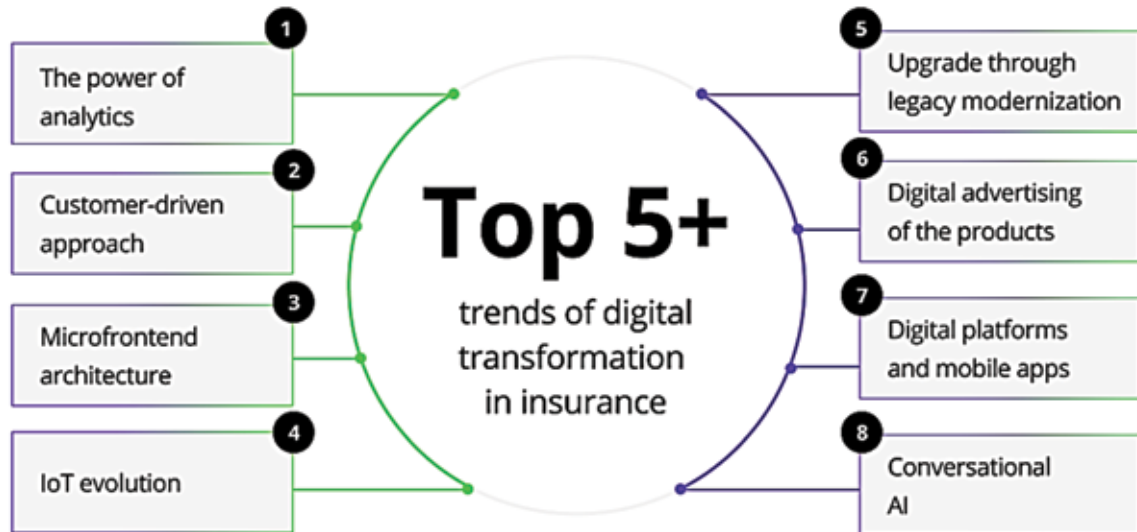 1
The power of
analytics
2
Customer-driven
approach
3
Microfrontend
architecture
4
IoT evolution
Top 5+
trends of digital
transformation
in insurance
5
Upgrade through
legacy modernization
6
Digital advertising
of the products
7
Digital platforms
and mobile apps
8
Conversational
AI